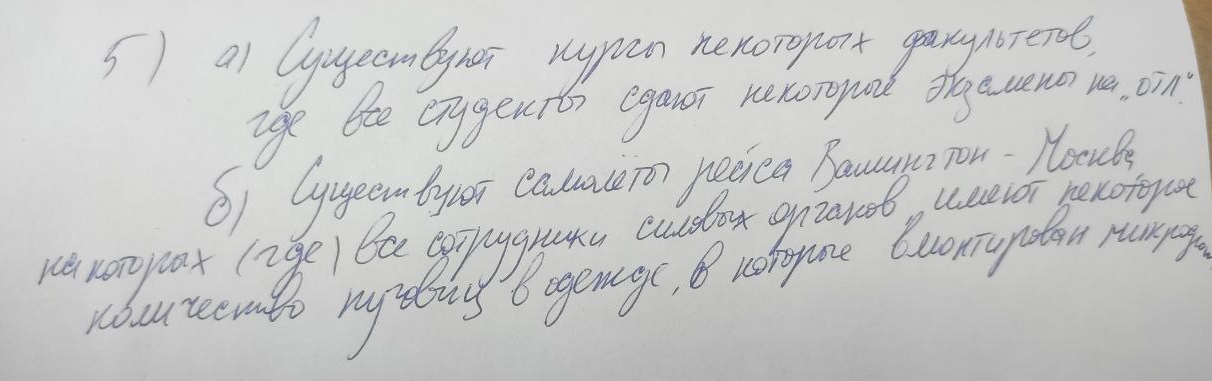 5) а) Существуют курсы некоторых факультетов,
где все студенты сдают некоторые экзамены на „отл“.
б) Существуют самолёты рейса Вашингтон - Москва,
на которых (где) все сотрудники силовых органов имеют некоторое
количество пуговиц в одежде, в которые вмонтирован микрофон